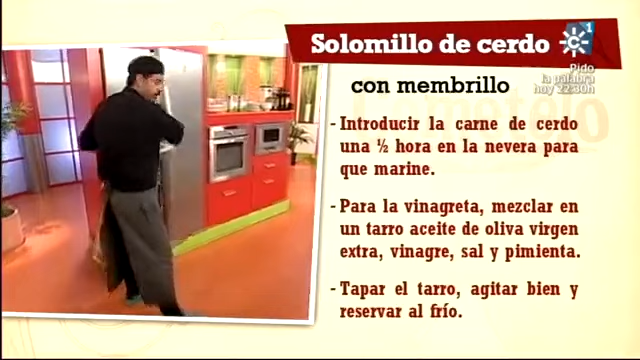 Solomillo de cerdo
1
con membrillo
Pido
la palabra
hoy 22:30h
- Introducir la carne de cerdo
una ½ hora en la nevera para
que marine.
- Para la vinagreta, mezclar en
un tarro aceite de oliva virgen
extra, vinagre, sal y pimienta.
- Tapar el tarro, agitar bien y
reservar al frío.